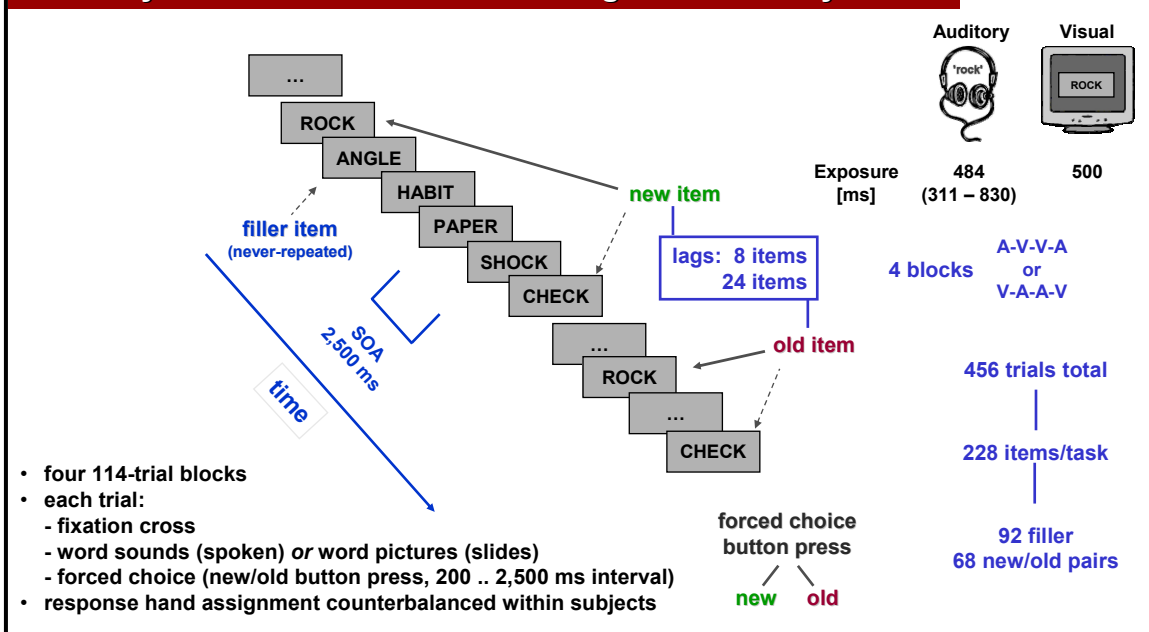 Auditory
Visual
'rock'
ROCK
...
ROCK
ANGLE
HABIT
PAPER
SHOCK
CHECK
...
ROCK
...
CHECK
Exposure
[ms]
484
(311 – 830)
500
new item
filler item
(never-repeated)
lags: 8 items
24 items
4 blocks
A-V-V-A
or
V-A-A-V
SOA
2,500 ms
time
old item
456 trials total
228 items/task
92 filler
68 new/old pairs
• four 114-trial blocks
• each trial:
- fixation cross
- word sounds (spoken) or word pictures (slides)
- forced choice (new/old button press, 200 .. 2,500 ms interval)
• response hand assignment counterbalanced within subjects
forced choice
button press
new old